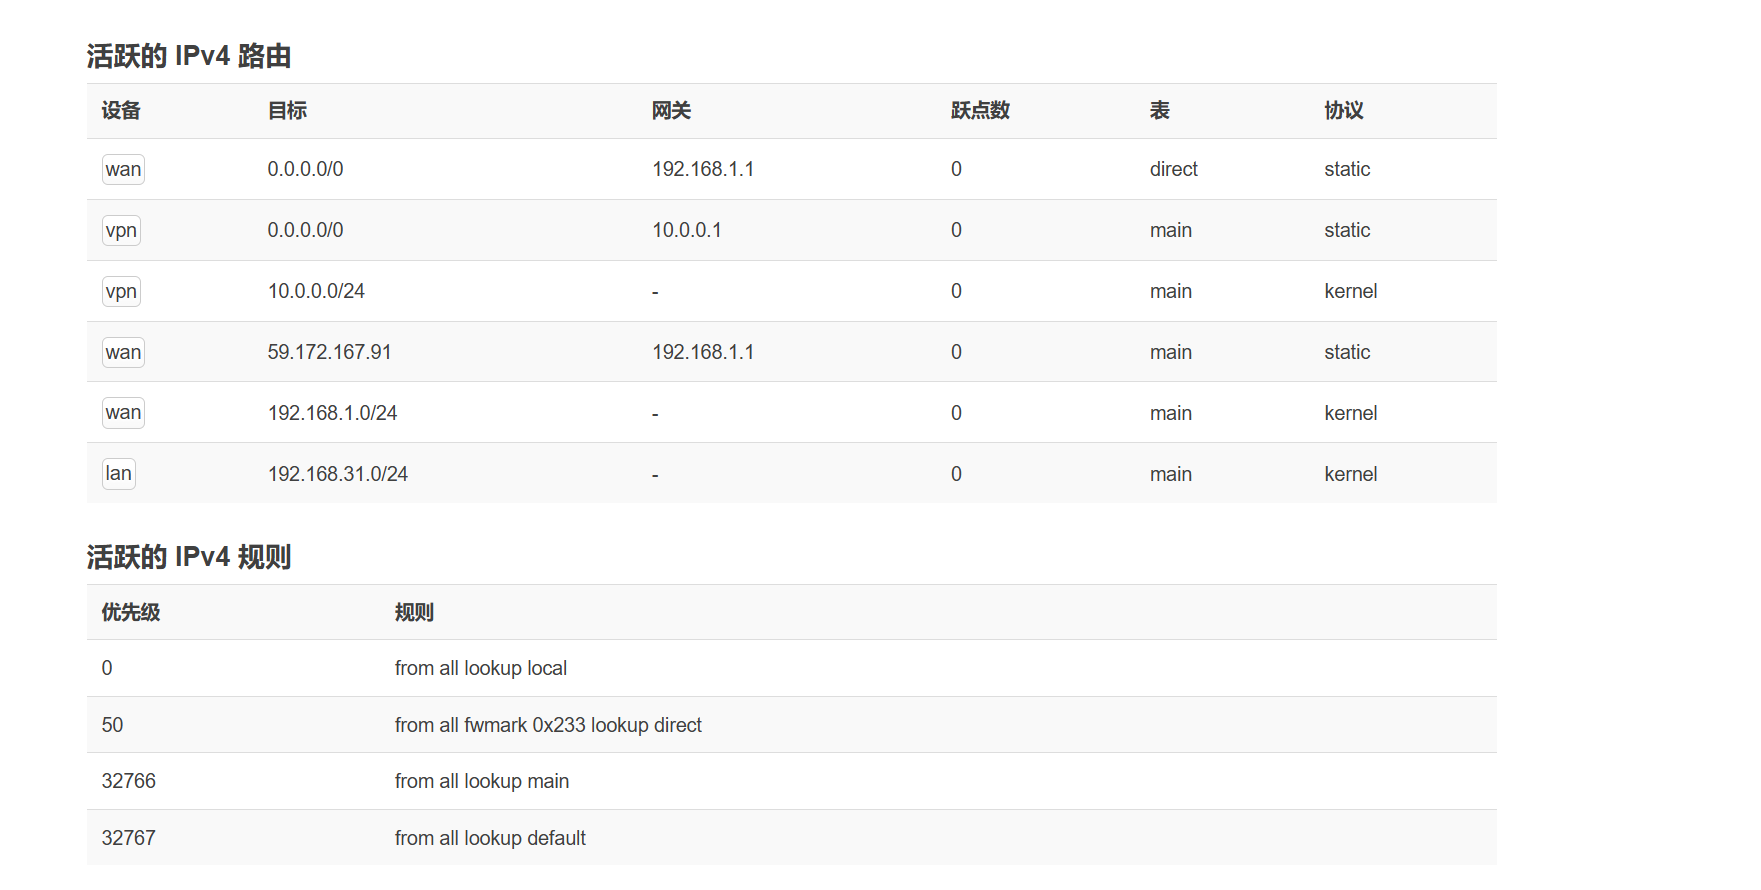 活跃的 IPv4 路由
设备 目标 网关 跃点数 表 协议
wan 0.0.0.0/0 192.168.1.1 0 direct static
vpn 0.0.0.0/0 10.0.0.1 0 main static
vpn 10.0.0.0/24 - 0 main kernel
wan 59.172.167.91 192.168.1.1 0 main static
wan 192.168.1.0/24 - 0 main kernel
lan 192.168.31.0/24 - 0 main kernel
活跃的 IPv4 规则
优先级 规则
0 from all lookup local
50 from all fwmark 0x233 lookup direct
32766 from all lookup main
32767 from all lookup default